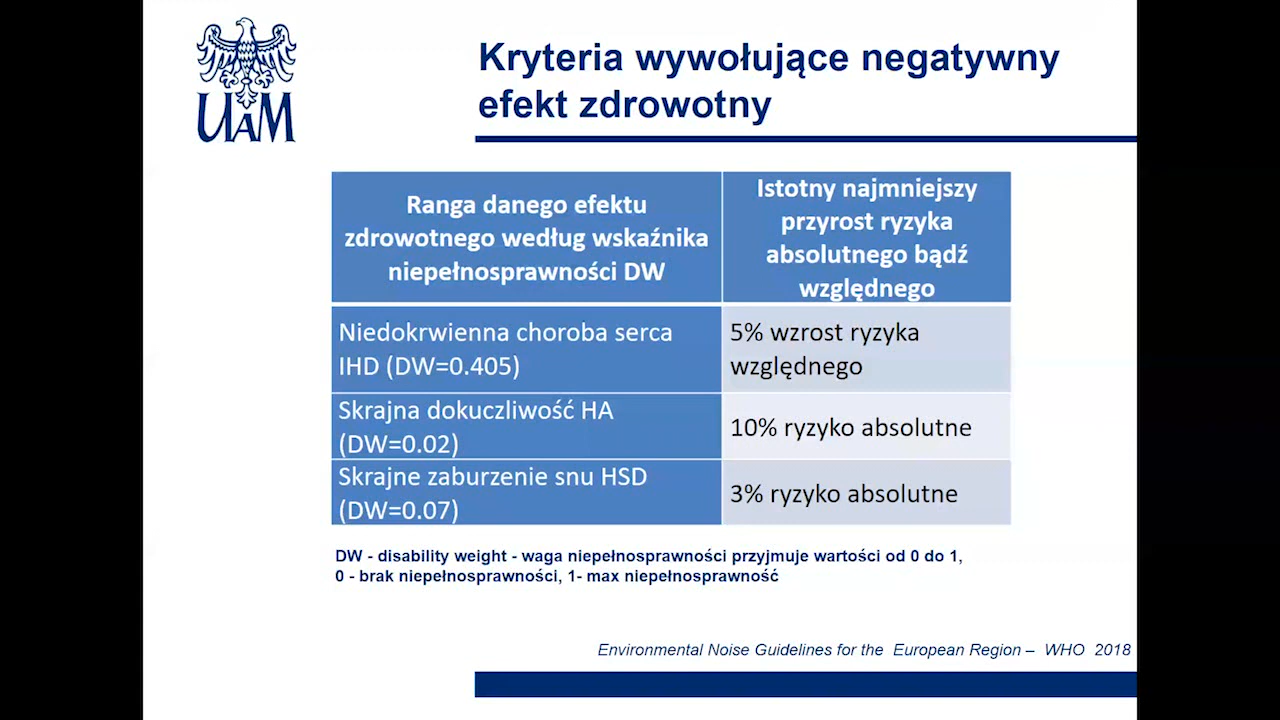 UAM
Kryteria wywołujące negatywny
efekt zdrowotny
Ranga danego efektu
zdrowotnego według wskaźnika
niepełnosprawności DW
Istotny najmniejszy
przyrost ryzyka
absolutnego bądź
względnego
Niedokrwienna choroba serca
IHD (DW=0.405)
5% wzrost ryzyka
względnego
Skrajna dokuczliwość HA
(DW=0.02)
10% ryzyko absolutne
Skrajne zaburzenie snu HSD
(DW=0.07)
3% ryzyko absolutne
DW - disability weight - waga niepełnosprawności przyjmuje wartości od 0 do 1,
0 - brak niepełnosprawności, 1- max niepełnosprawność
Environmental Noise Guidelines for the European Region – WHO 2018